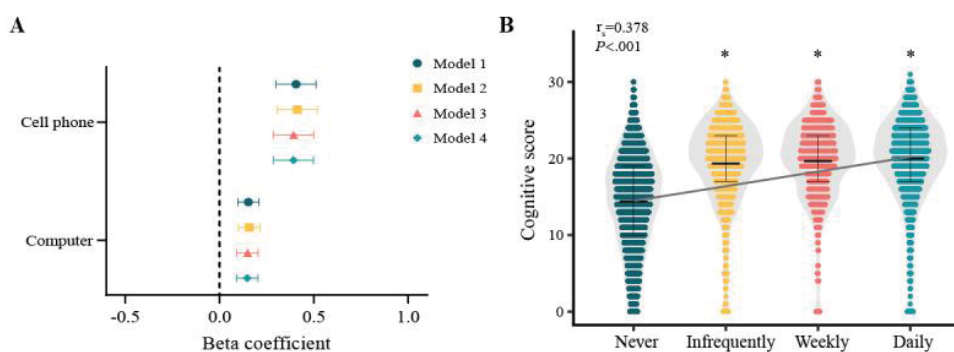 A
Cell phone
Computer
-0.5
0.0
0.5
1.0
Beta coefficient
Model 1
Model 2
Model 3
Model 4
B
rs=0.378
P<.001
*
*
*
Cognitive score
30
20
10
0
Never
Infrequently
Weekly
Daily